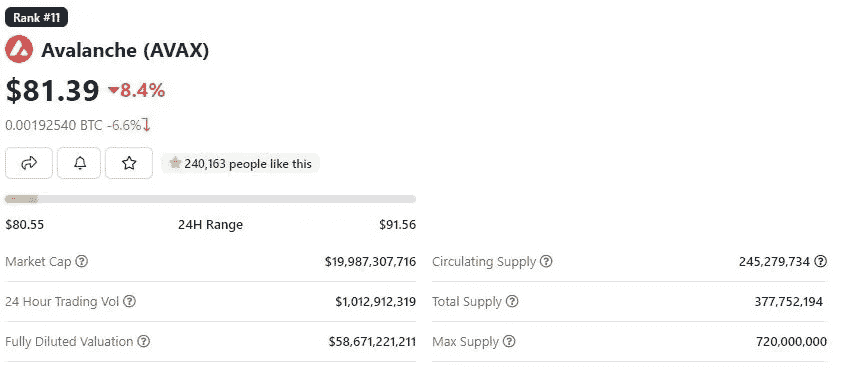 Rank #11
Avalanche (AVAX)
$81.39 8.4%
0.00192540 BTC -6.6%
240,163 people like this
$80.55 24H Range $91.56
Market Cap $19,987,307,716
Circulating Supply 245,279,734
24 Hour Trading Vol $1,012,912,319
Total Supply 377,752,194
Fully Diluted Valuation $58,671,221,211
Max Supply 720,000,000